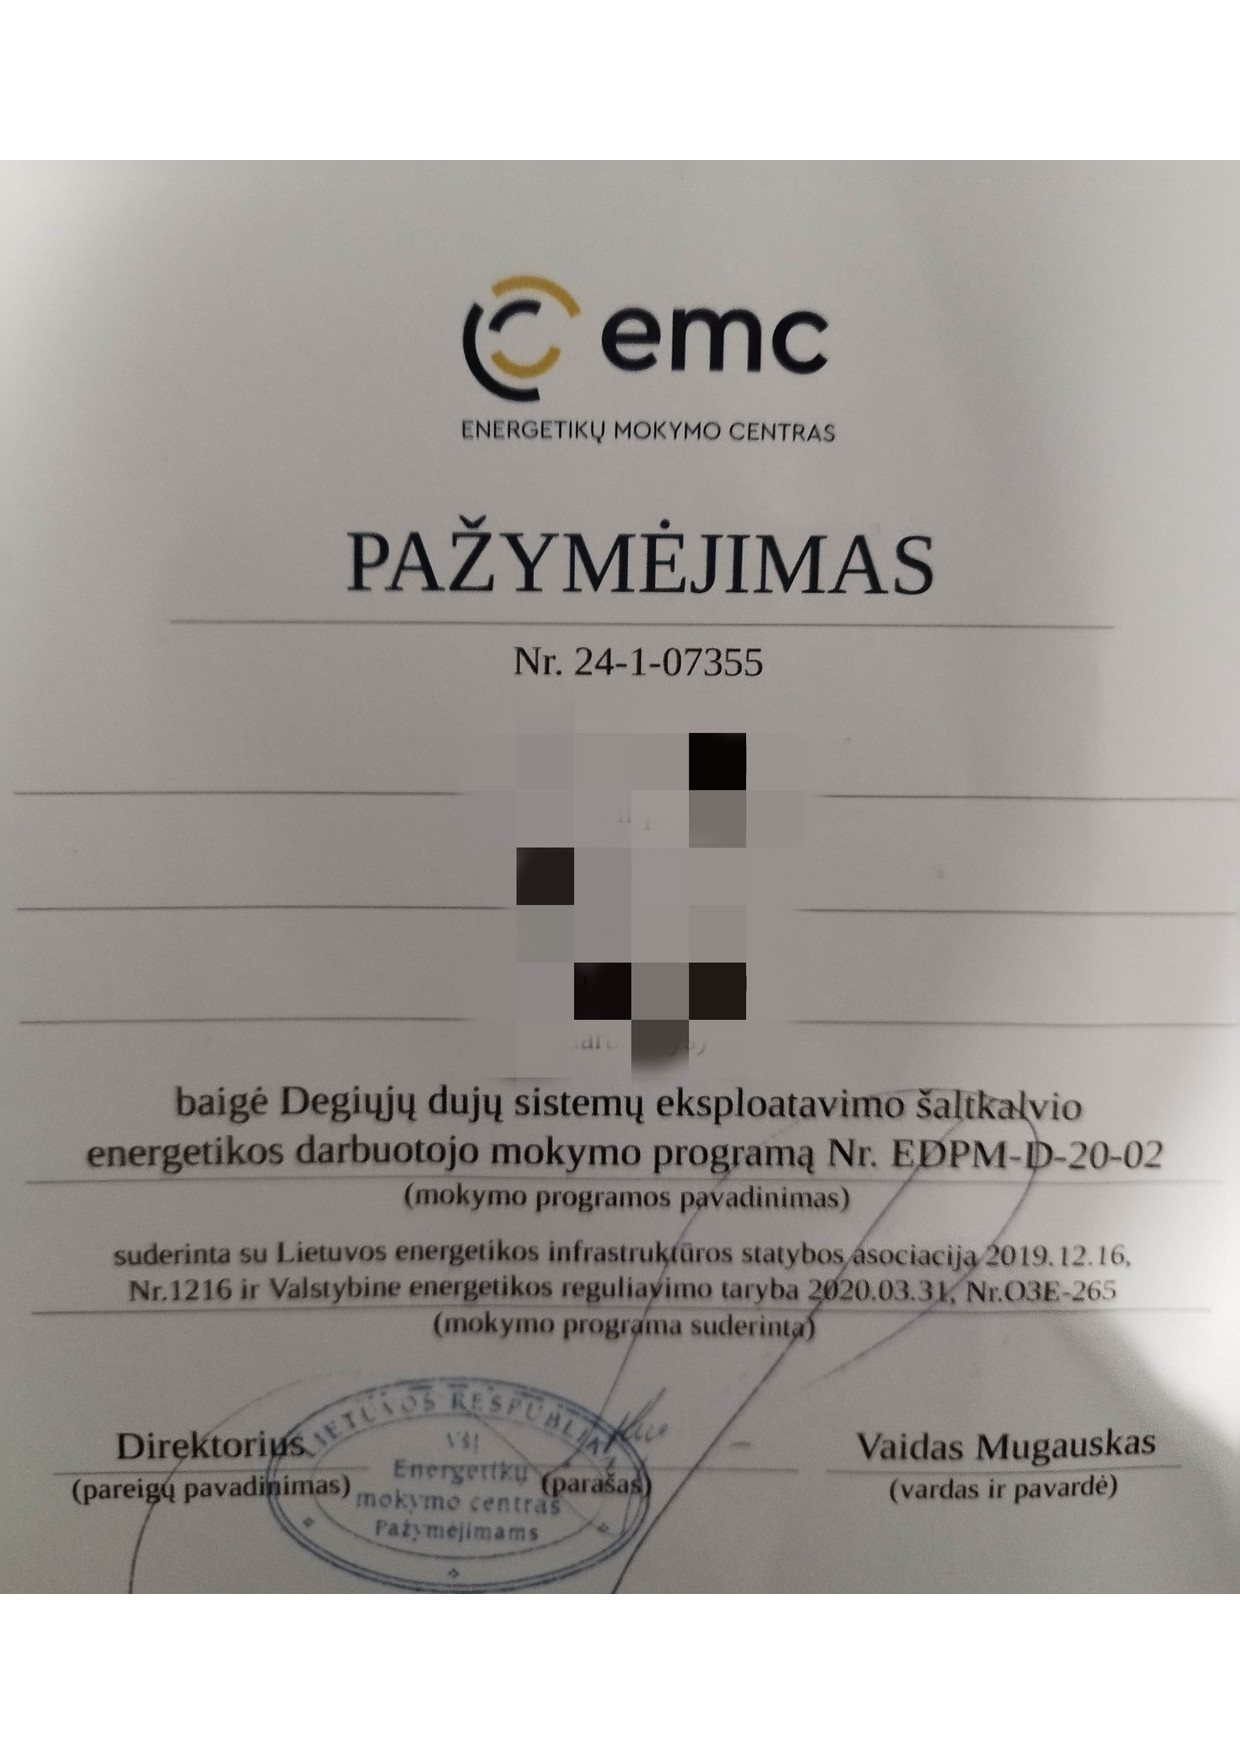 emc
ENERGETIKŲ MOKYMO CENTRAS
PAŽYMĖJIMAS
Nr. 24-1-07355
baigė Degiųjų dujų sistemų eksploatavimo šaltkalvio
energetikos darbuotojo mokymo programą Nr. EDPM-D-20-02
(mokymo programos pavadinimas)
suderinta su Lietuvos energetikos infrastruktūros statybos asociacija 2019.12.16,
Nr.1216 ir Valstybine energetikos reguliavimo taryba 2020.03.31, Nr.O3E-265
(mokymo programa suderinta)
Direktorius
(pareigų pavadinimas)
(parašas)
Vaidas Mugauskas
(vardas ir pavardė)
LIETUVOS RESPUBLIKA
VŠĮ
Energetikų
mokymo centras
Pažymėjimams